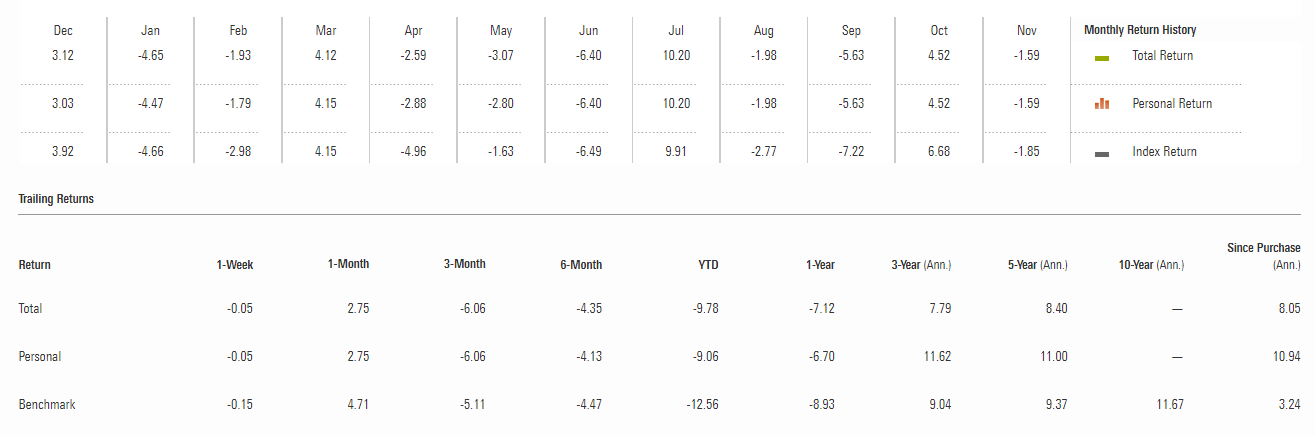 Dec Jan Feb Mar Apr May Jun Jul Aug Sep Oct Nov Monthly Return History
3.12 -4.65 -1.93 4.12 -2.59 -3.07 -6.40 10.20 -1.98 -5.63 4.52 -1.59 Total Return
3.03 -4.47 -1.79 4.15 -2.88 -2.80 -6.40 10.20 -1.98 -5.63 4.52 -1.59 Personal Return
3.92 -4.66 -2.98 4.15 -4.96 -1.63 -6.49 9.91 -2.77 -7.22 6.68 -1.85 Index Return
Trailing Returns
Since Purchase
Return 1-Week 1-Month 3-Month 6-Month YTD 1-Year 3-Year (Ann.) 5-Year (Ann.) 10-Year (Ann.) (Ann.)
Total -0.05 2.75 -6.06 -4.35 -9.78 -7.12 7.79 8.40 — 8.05
Personal -0.05 2.75 -6.06 -4.13 -9.06 -6.70 11.62 11.00 — 10.94
Benchmark -0.15 4.71 -5.11 -4.47 -12.56 -8.93 9.04 9.37 11.67 3.24